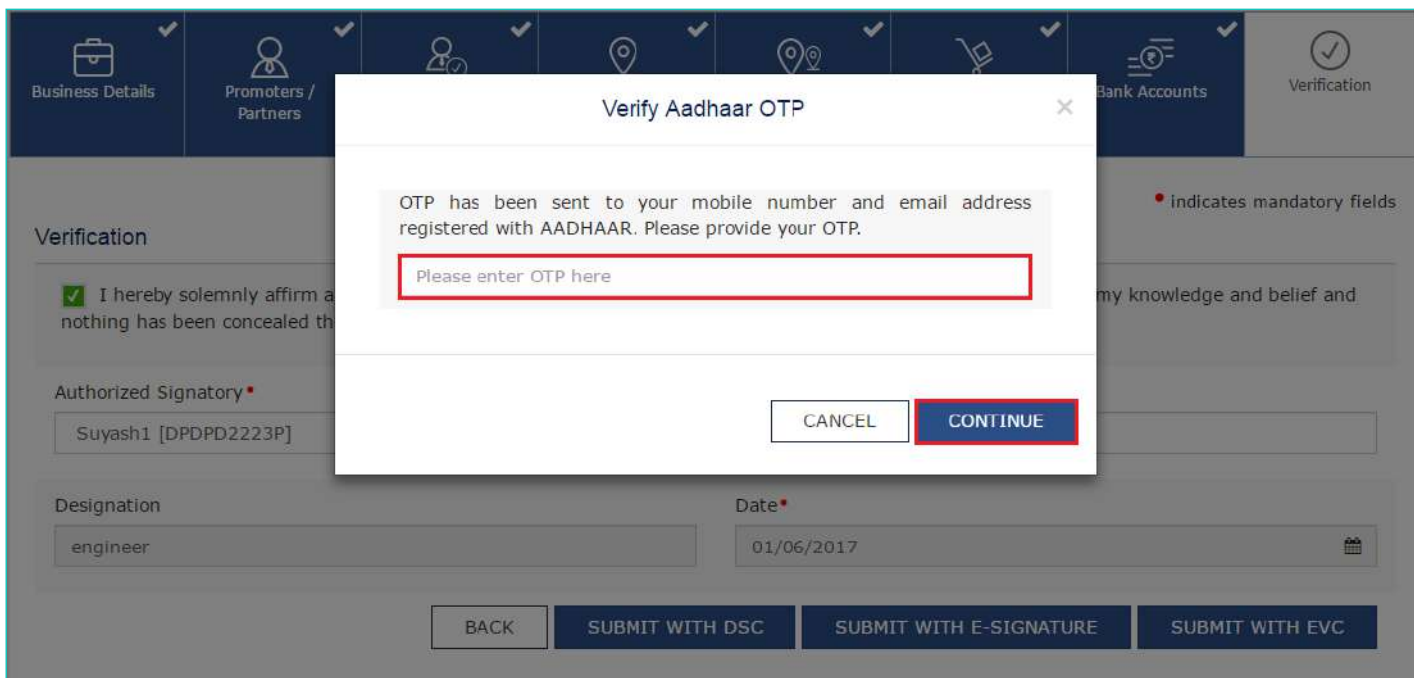 Business Details
Promoters /
Partners
Bank Accounts
Verification
Verify Aadhaar OTP
×
OTP has been sent to your mobile number and email address
registered with AADHAAR. Please provide your OTP.
Please enter OTP here
CANCEL
CONTINUE
• indicates mandatory fields
Verification
I hereby solemnly affirm a
my knowledge and belief and
nothing has been concealed th
Authorized Signatory•
Suyash1 [DPDPD2223P]
Designation
Date•
engineer
01/06/2017
BACK
SUBMIT WITH DSC
SUBMIT WITH E-SIGNATURE
SUBMIT WITH EVC